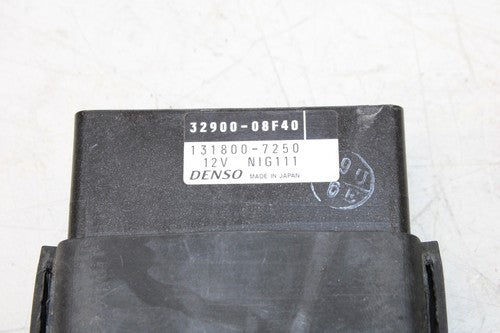 32900-08F40
131800-7250
12V NIG111
DENSO MADE IN JAPAN